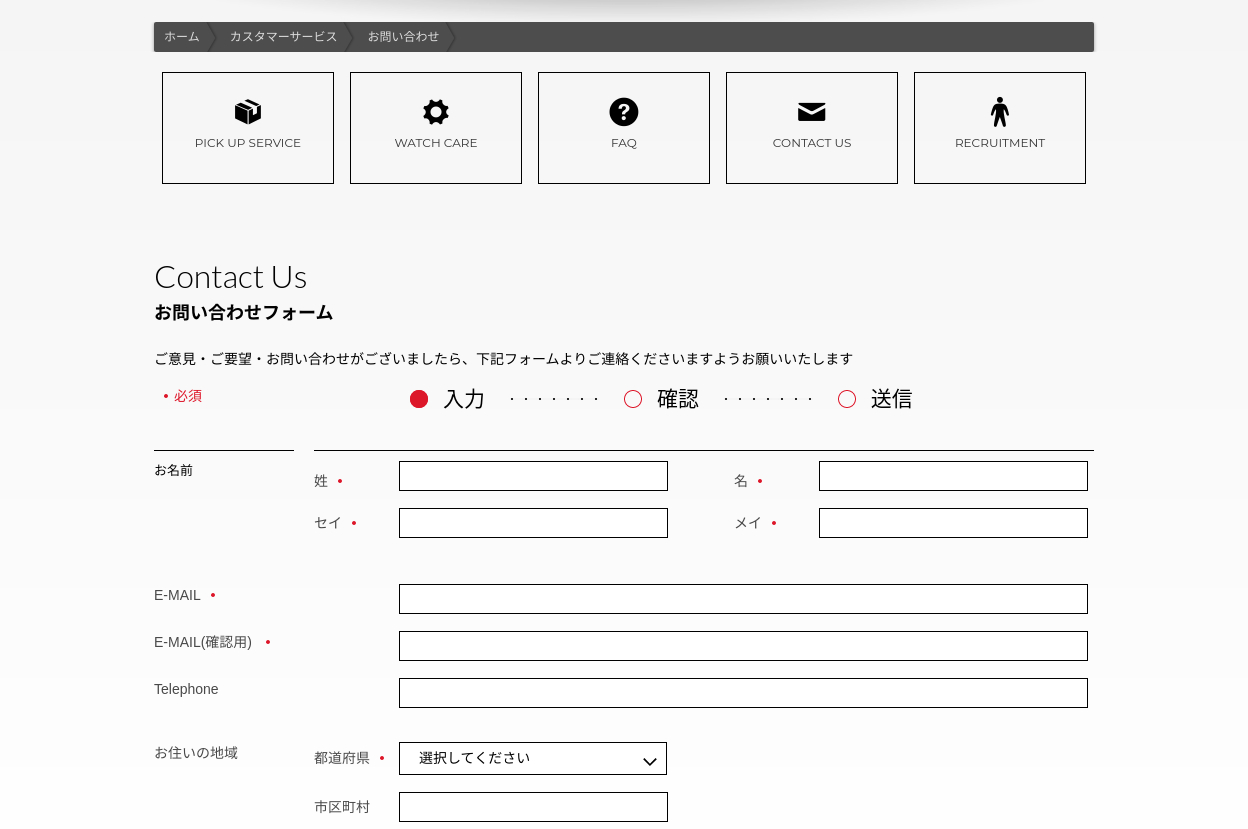 ホーム カスタマーサービス お問い合わせ
PICK UP SERVICE WATCH CARE FAQ CONTACT US RECRUITMENT
Contact Us
お問い合わせフォーム
ご意見・ご要望・お問い合わせがございましたら、下記フォームよりご連絡くださいますようお願いいたします
• 必須 入力 ······· 確認 ······· 送信
お名前
姓 • 名 •
セイ • メイ •
E-MAIL •
E-MAIL(確認用) •
Telephone
お住いの地域 都道府県 • 選択してください
市区町村